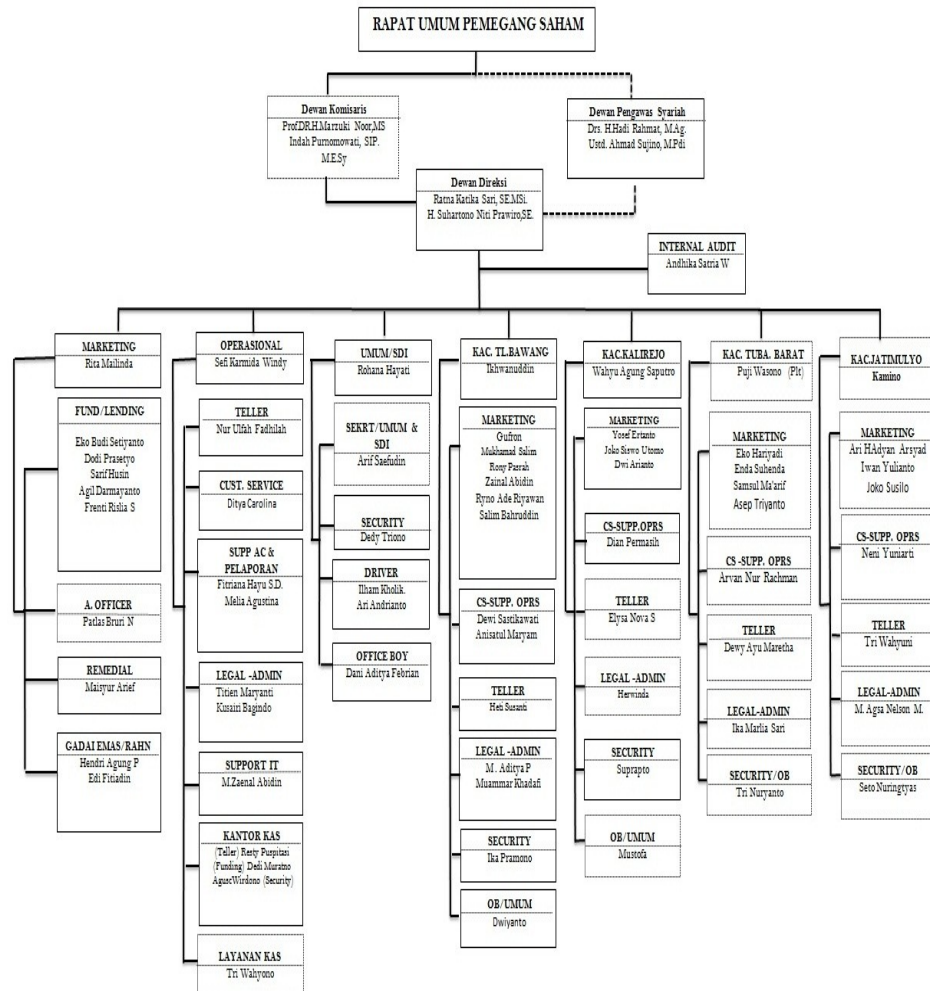 RAPAT UMUM PEMEGANG SAHAM
Dewan Komisaris
Prof.DR.H.Marzuki Noor,MS
Indah Purnomowati, SIP.
M.E.Sy
Dewan Pengawas Syariah
Drs. H.Hadi Rahmat, M.Ag.
Ustd. Ahmad Sujino, M.Pdi
Dewan Direksi
Ratna Katika Sari, SE.MSi.
H. Suhartono Niti Prawiro,SE.
INTERNAL AUDIT
Andhika Satria W
MARKETING
Rita Mailinda
FUND/LENDING
Eko Budi Setiyanto
Dodi Prasetyo
Sarif Husin
Agil Darmayanto
Frenti Rislia S
A. OFFICER
Patlas Bruri N
REMEDIAL
Maisyur Arief
GADAI EMAS/RAHN
Hendri Agung P
Edi Fitiadin
OPERASIONAL
Sefi Karmida Windy
TELLER
Nur Ulfah Fadhilah
CUST. SERVICE
Ditya Carolina
SUPP AC &
PELAPORAN
Fitriana Hayu S.D.
Melia Agustina
LEGAL -ADMIN
Titien Maryanti
Kusairi Bagindo
SUPPORT IT
M.Zaenal Abidin
KANTOR KAS
(Teller) Resty Puspitasi
(Funding) Dedi Muratno
AguscWirdono (Security)
LAYANAN KAS
Tri Wahyono
UMUM/SDI
Rohana Hayati
SEKRT/UMUM &
SDI
Arif Saefudin
SECURITY
Dedy Triono
DRIVER
Ilham Kholik.
Ari Andrianto
OFFICE BOY
Dani Aditya Febrian
KAC. TL.BAWANG
Ikhwanuddin
MARKETING
Gufron
Mukhamad Salim
Rony Pasrah
Zainal Abidin
Ryno Ade Riyawan
Salim Bahruddin
CS-SUPP. OPRS
Dewi Sastikawati
Anisatul Maryam
TELLER
Heti Susanti
LEGAL -ADMIN
M . Aditya P
Muammar Khadafi
SECURITY
Ika Pramono
OB/UMUM
Dwiyanto
KAC.KALIREJO
Wahyu Agung Saputro
MARKETING
Yosef Ertanto
Joko Siswo Utomo
Dwi Arianto
CS-SUPP.OPRS
Dian Permasih
TELLER
Elysa Nova S
LEGAL -ADMIN
Herwinda
SECURITY
Suprapto
OB/UMUM
Mustofa
KAC. TUBA. BARAT
Puji Wasono (Plt)
MARKETING
Eko Hariyadi
Enda Suhenda
Samsul Ma'arif
Asep Triyanto
CS -SUPP. OPRS
Arvan Nur Rachman
TELLER
Dewy Ayu Maretha
LEGAL -ADMIN
Ika Marlia Sari
SECURITY/OB
Tri Nuryanto
KAC.JATIMULYO
Kamino
MARKETING
Ari HAdyan Arsyad
Iwan Yulianto
Joko Susilo
CS-SUPP. OPRS
Neni Yuniarti
TELLER
Tri Wahyuni
LEGAL-ADMIN
M. Agsa Nelson M.
SECURITY/OB
Seto Nuringtyas